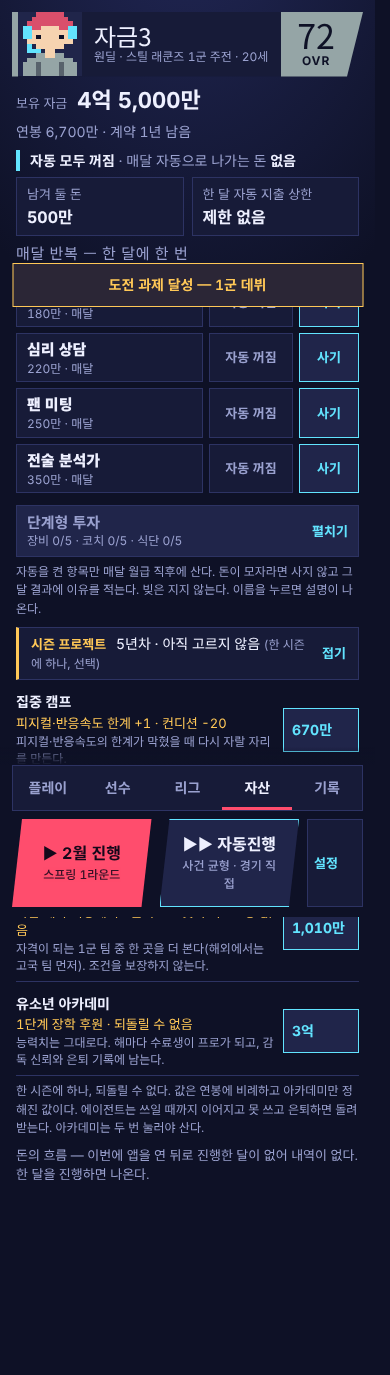 자금3
원딜 · 스틸 래쿤즈 1군 주전 · 20세
72
OVR
보유 자금 4억 5,000만
연봉 6,700만 · 계약 1년 남음
자동 모두 꺼짐 · 매달 자동으로 나가는 돈 없음
남겨 둘 돈
500만
한 달 자동 지출 상한
제한 없음
매달 반복 — 한 달에 한 번
도전 과제 달성 — 1군 데뷔
180만 · 매달
심리 상담
220만 · 매달
자동 꺼짐
사기
팬 미팅
250만 · 매달
자동 꺼짐
사기
전술 분석가
350만 · 매달
자동 꺼짐
사기
단계형 투자
장비 0/5 · 코치 0/5 · 식단 0/5
펼치기
자동을 켠 항목만 매달 월급 직후에 산다. 돈이 모자라면 사지 않고 그
달 결과에 이유를 적는다. 빚은 지지 않는다. 이름을 누르면 설명이 나
온다.
시즌 프로젝트 5년차 · 아직 고르지 않음 (한 시즌
에 하나, 선택)
접기
집중 캠프
피지컬·반응속도 한계 +1 · 컨디션 -20
피지컬·반응속도의 한계가 막혔을 때 다시 자랄 자리
를 만든다.
670만
플레이
선수
리그
자산
기록
▶ 2월 진행
스프링 1라운드
▶▶ 자동진행
사건 균형 · 경기 직
접
설정
음
자격이 되는 1군 팀 중 한 곳을 더 본다(해외에서는
고국 팀 먼저). 조건을 보장하지 않는다.
1,010만
유소년 아카데미
1단계 장학 후원 · 되돌릴 수 없음
능력치는 그대로다. 해마다 수료생이 프로가 되고, 감
독 신뢰와 은퇴 기록에 남는다.
3억
한 시즌에 하나, 되돌릴 수 없다. 값은 연봉에 비례하고 아카데미만 정
해진 값이다. 에이전트는 쓰일 때까지 이어지고 못 쓰고 은퇴하면 돌려
받는다. 아카데미는 두 번 눌러야 산다.
돈의 흐름 — 이번에 앱을 연 뒤로 진행한 달이 없어 내역이 없다.
한 달을 진행하면 나온다.